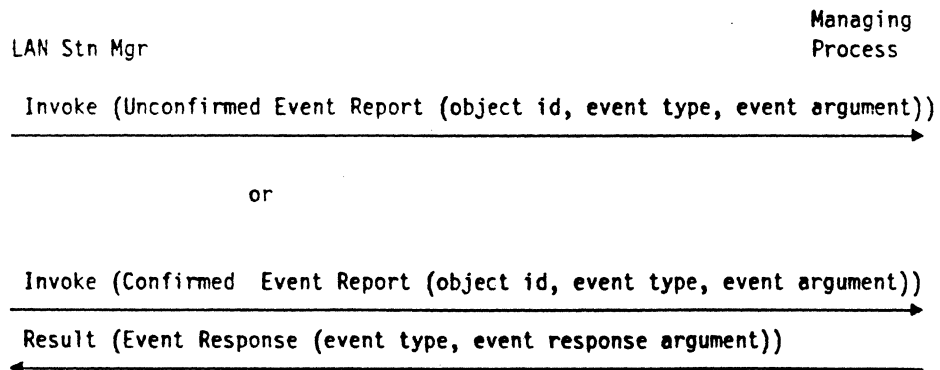 Managing
LAN Stn Mgr Process
Invoke (Unconfirmed Event Report (object id, event type, event argument))
or
Invoke (Confirmed Event Report (object id, event type, event argument))
Result (Event Response (event type, event response argument))